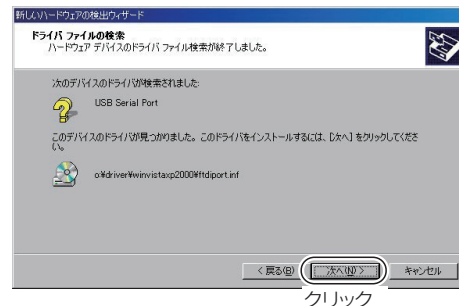 新しいハードウェアの検出ウィザード
ドライバ ファイルの検索
ハードウェア デバイスのドライバ ファイル検索が終了しました。
次のデバイスのドライバが検索されました:
USB Serial Port
このデバイスのドライバが見つかりました。このドライバをインストールするには、[次へ] をクリックしてくださ
い。
o:¥driver¥winvistaxp2000¥ftdiport.inf
< 戻る(B) 次へ(N) > キャンセル
クリック